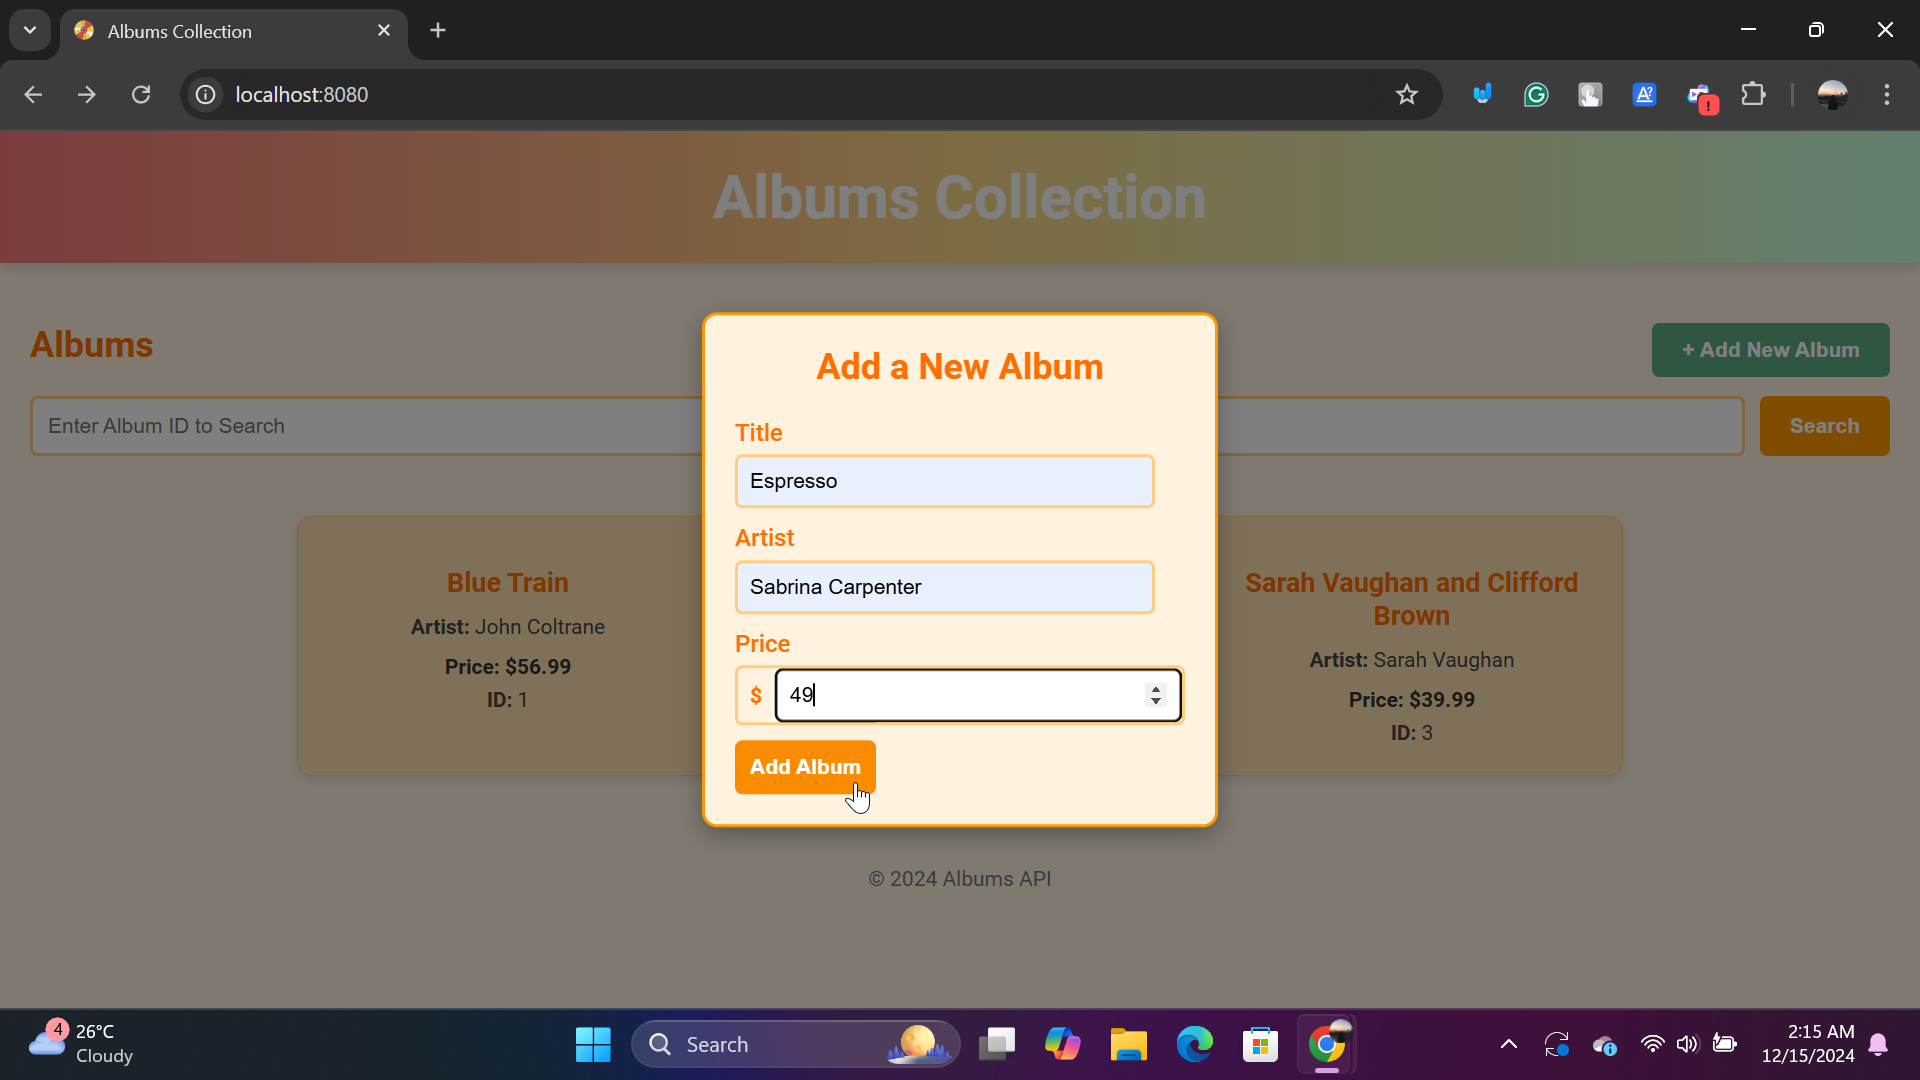 Albums Collection
localhost:8080
Albums Collection
Albums
+ Add New Album
Enter Album ID to Search
Search
Add a New Album
Title
Espresso
Artist
Sabrina Carpenter
Price
$ 49
Add Album
Blue Train
Artist: John Coltrane
Price: $56.99
ID: 1
Sarah Vaughan and Clifford
Brown
Artist: Sarah Vaughan
Price: $39.99
ID: 3
© 2024 Albums API
4
26°C
Cloudy
Search
2:15 AM
12/15/2024